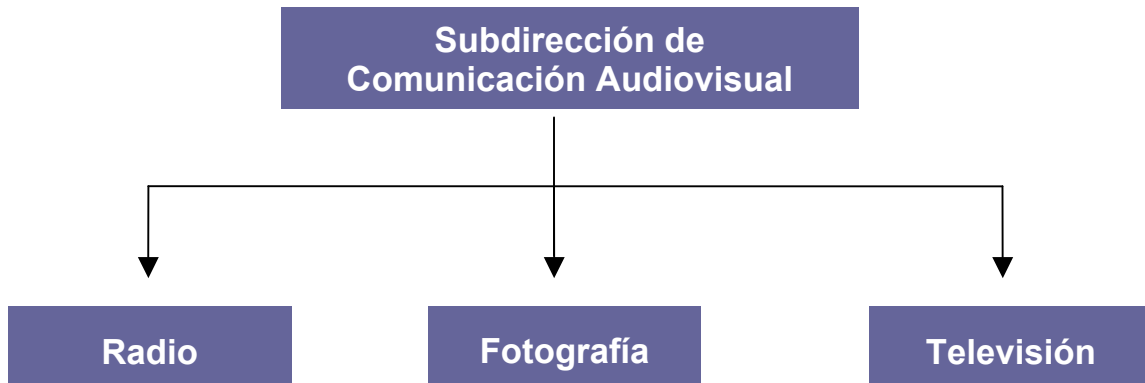 Subdirección de
Comunicación Audiovisual
Radio
Fotografía
Televisión